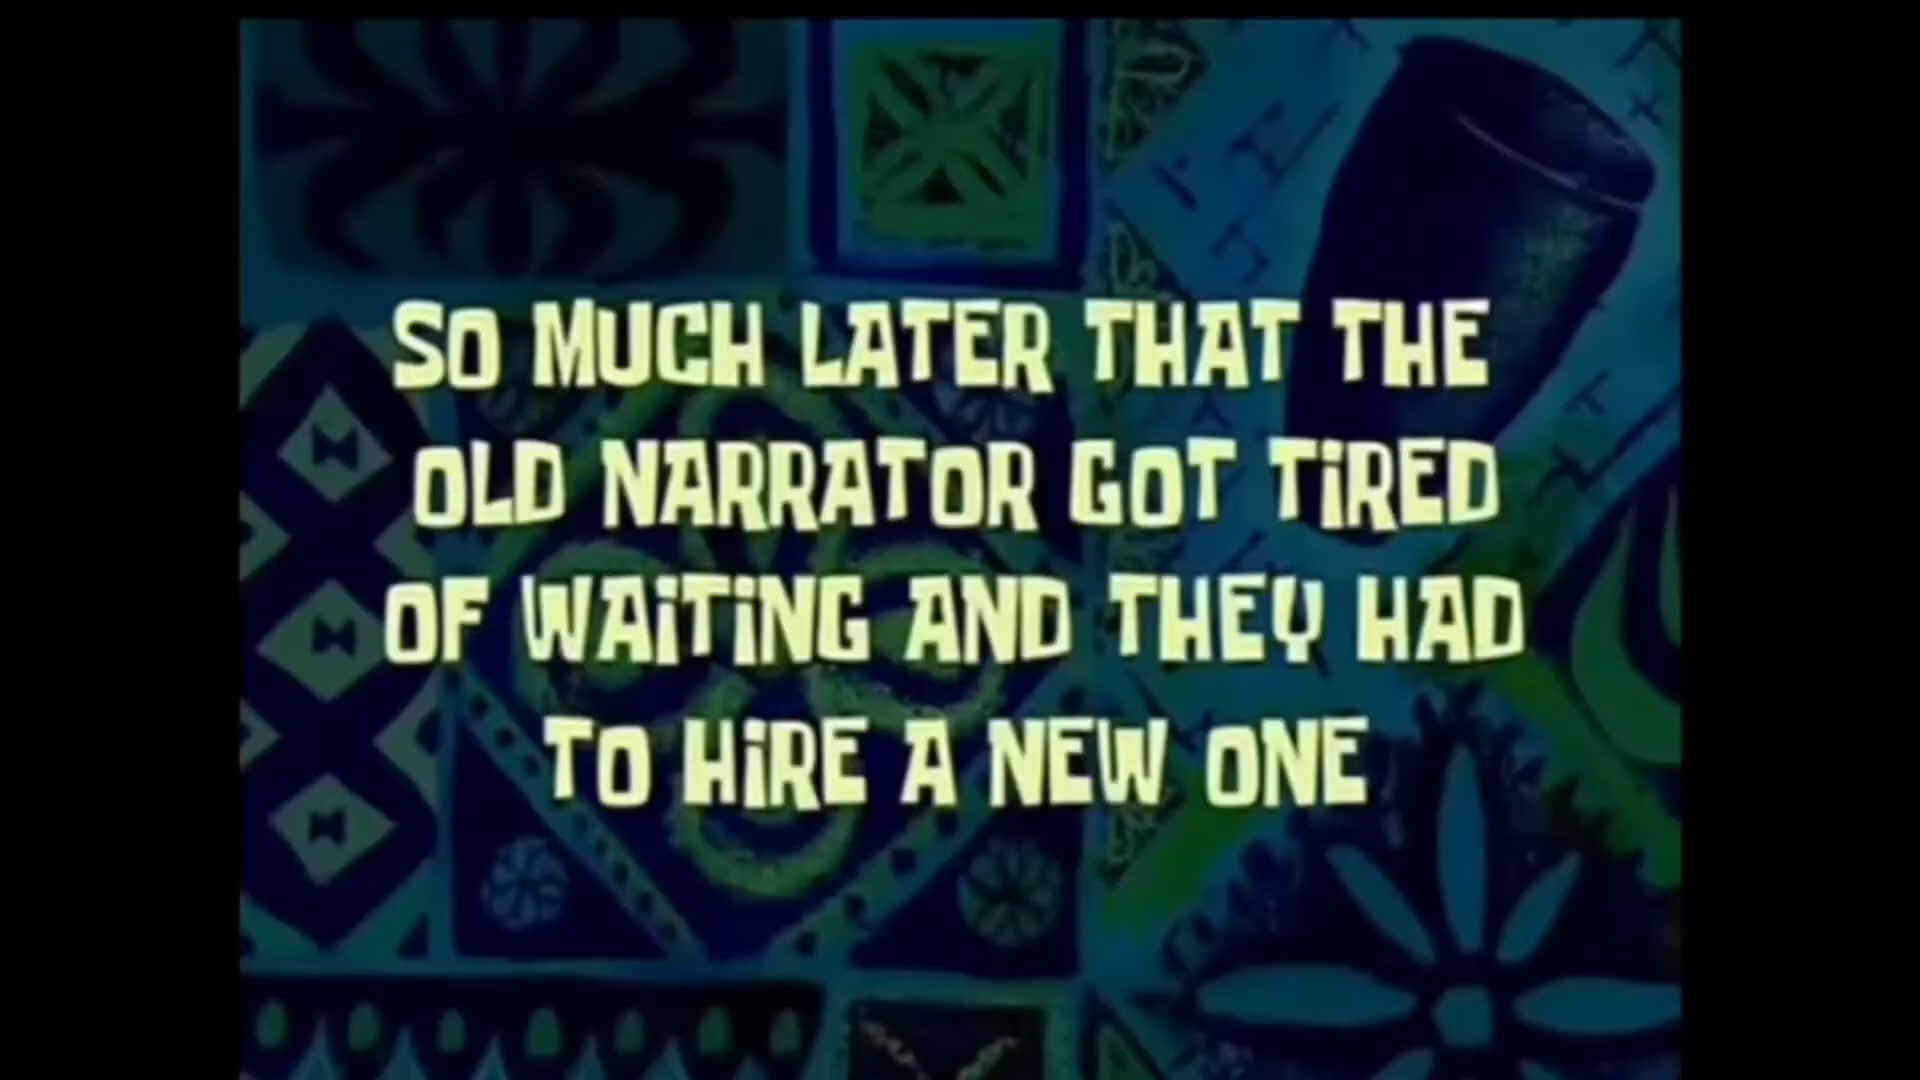 SO MUCH LATER THAT THE
OLD NARRATOR GOT TiRED
OF WAiTiNG AND THEY HAD
TO HiRE A NEW ONE